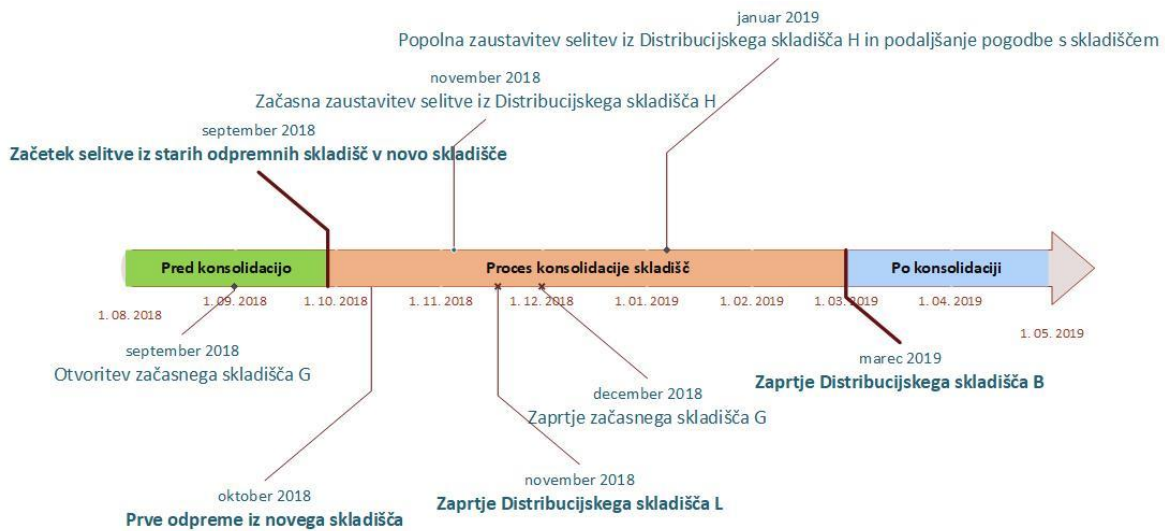 januar 2019
Popolna zaustavitev selitev iz Distribucijskega skladišča H in podaljšanje pogodbe s skladiščem
november 2018
Začasna zaustavitev selitve iz Distribucijskega skladišča H
september 2018
Začetek selitve iz starih odpremnih skladišč v novo skladišče
Pred konsolidacijo
Proces konsolidacije skladišč
Po konsolidaciji
1. 08. 2018
1. 09. 2018
1. 10. 2018
1. 11. 2018
1. 12. 2018
1. 01. 2019
1. 02. 2019
1. 03. 2019
1. 04. 2019
1. 05. 2019
september 2018
Otvoritev začasnega skladišča G
marec 2019
Zaprtje Distribucijskega skladišča B
december 2018
Zaprtje začasnega skladišča G
november 2018
Zaprtje Distribucijskega skladišča L
oktober 2018
Prve odpreme iz novega skladišča